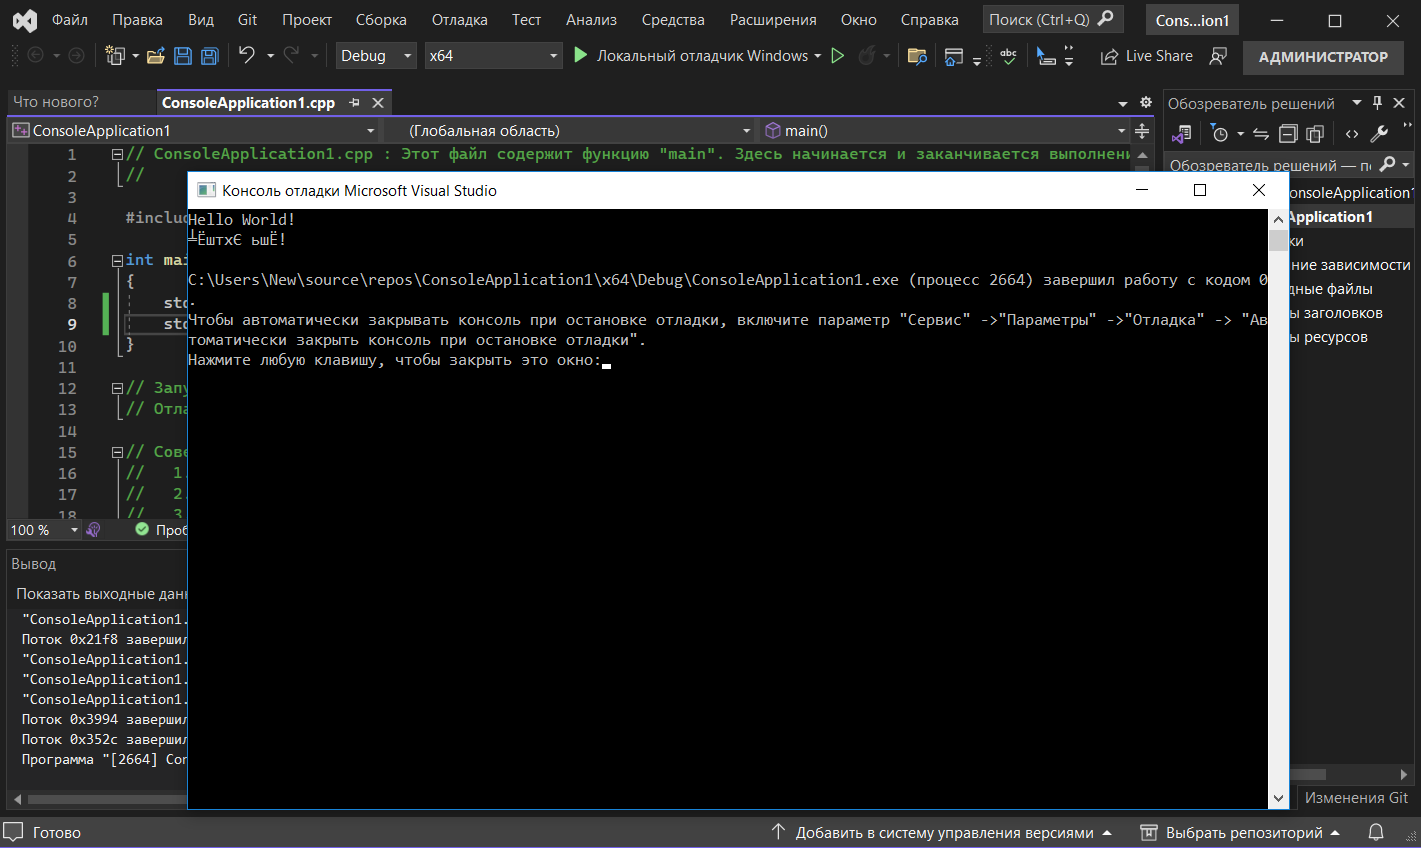 Файл Правка Вид Git Проект Сборка Отладка Тест Анализ Средства Расширения Окно Справка Поиск (Ctrl+Q) Cons...ion1
Debug x64 Локальный отладчик Windows abc Live Share АДМИНИСТРАТОР
Что нового? ConsoleApplication1.cpp Обозреватель решений
ConsoleApplication1 (Глобальная область) main()
1 // ConsoleApplication1.cpp : Этот файл содержит функцию "main". Здесь начинается и заканчивается выполнени
Обозреватель решений — п
2 //
Консоль отладки Microsoft Visual Studio
onsoleApplication1
3
4 #includ
Hello World!
Application1
5
╧ЁштхЄ ьшЁ!
ки
6 int mai
ние зависимости
7 {
C:\Users\New\source\repos\ConsoleApplication1\x64\Debug\ConsoleApplication1.exe (процесс 2664) завершил работу с кодом 0
.
дные файлы
8 std
9 std
Чтобы автоматически закрывать консоль при остановке отладки, включите параметр "Сервис" ->"Параметры" ->"Отладка" -> "Ав
томатически закрыть консоль при остановке отладки".
ы заголовков
ы ресурсов
10 }
Нажмите любую клавишу, чтобы закрыть это окно:
11
12 // Запу
13 // Отла
14
15 // Сове
16 // 1.
17 // 2.
18 // 3
100 % Проб
Вывод
Показать выходные данн
"ConsoleApplication1.
Поток 0x21f8 завершил
"ConsoleApplication1.
"ConsoleApplication1.
"ConsoleApplication1.
Поток 0x3994 завершил
Поток 0x352c завершил
Программа "[2664] Con
Изменения Git
Готово Добавить в систему управления версиями Выбрать репозиторий